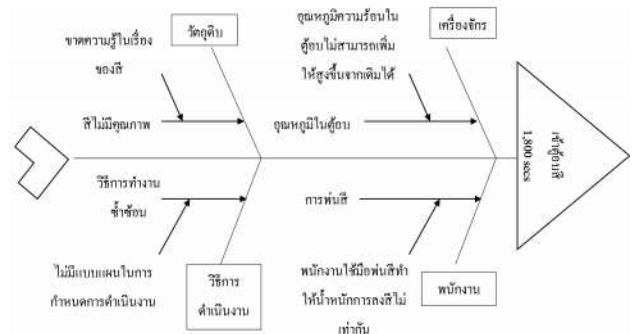 ขาดความรู้ในเรื่อง
ของสี
วัตถุดิบ
สีไม่มีคุณภาพ
อุณหภูมิความร้อนใน
ตู้อบไม่สามารถเพิ่ม
ให้สูงขึ้นจากเดิมได้
เครื่องจักร
อุณหภูมิในตู้อบ
เข้าตู้อบสี
1,800 secs
วิธีการทำงาน
ซ้ำซ้อน
ไม่มีแบบแผนในการ
กำหนดการดำเนินงาน
วิธีการ
ดำเนินงาน
การพ่นสี
พนักงานใช้มือพ่นสีทำ
ให้น้ำหนักการลงสีไม่
เท่ากัน
พนักงาน